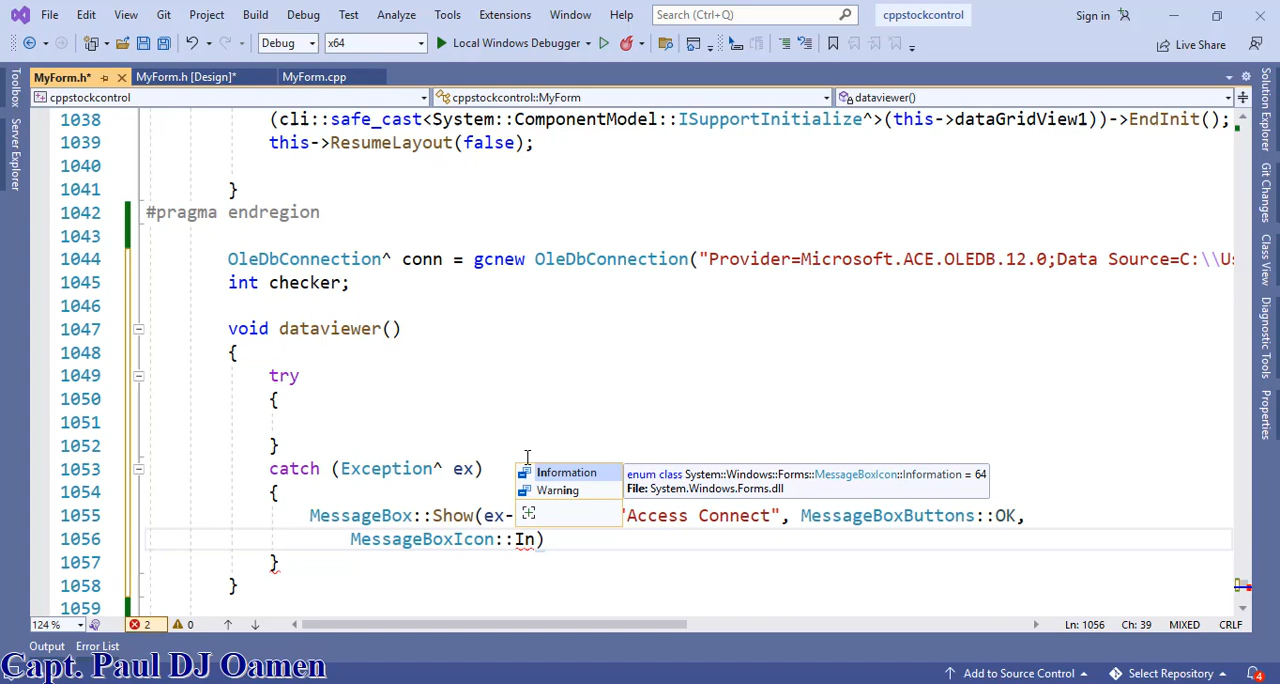 File Edit View Git Project Build Debug Test Analyze Tools Extensions Window Help Search (Ctrl+Q) cppstockcontrol Sign in
Debug x64 Local Windows Debugger Live Share
MyForm.h* MyForm.h [Design]* MyForm.cpp
cppstockcontrol cppstockcontrol::MyForm dataviewer()
Toolbox
Server Explorer
1038 (cli::safe_cast<System::ComponentModel::ISupportInitialize^>(this->dataGridView1))->EndInit();
1039 this->ResumeLayout(false);
1040
1041 }
1042 #pragma endregion
1043
1044 OleDbConnection^ conn = gcnew OleDbConnection("Provider=Microsoft.ACE.OLEDB.12.0;Data Source=C:\\Us
1045 int checker;
1046
1047 void dataviewer()
1048 {
1049 try
1050 {
1051
1052 }
1053 catch (Exception^ ex)
1054 {
1055 MessageBox::Show(ex- "Access Connect", MessageBoxButtons::OK,
1056 MessageBoxIcon::In)
1057 }
1058 }
1059
Information
Warning
enum class System::Windows::Forms::MessageBoxIcon::Information = 64
File: System.Windows.Forms.dll
Solution Explorer
Git Changes
Class View
Diagnostic Tools
Properties
124 % 2 0 Ln: 1056 Ch: 39 MIXED CRLF
Output Error List
Capt. Paul DJ Oamen
Add to Source Control Select Repository 4